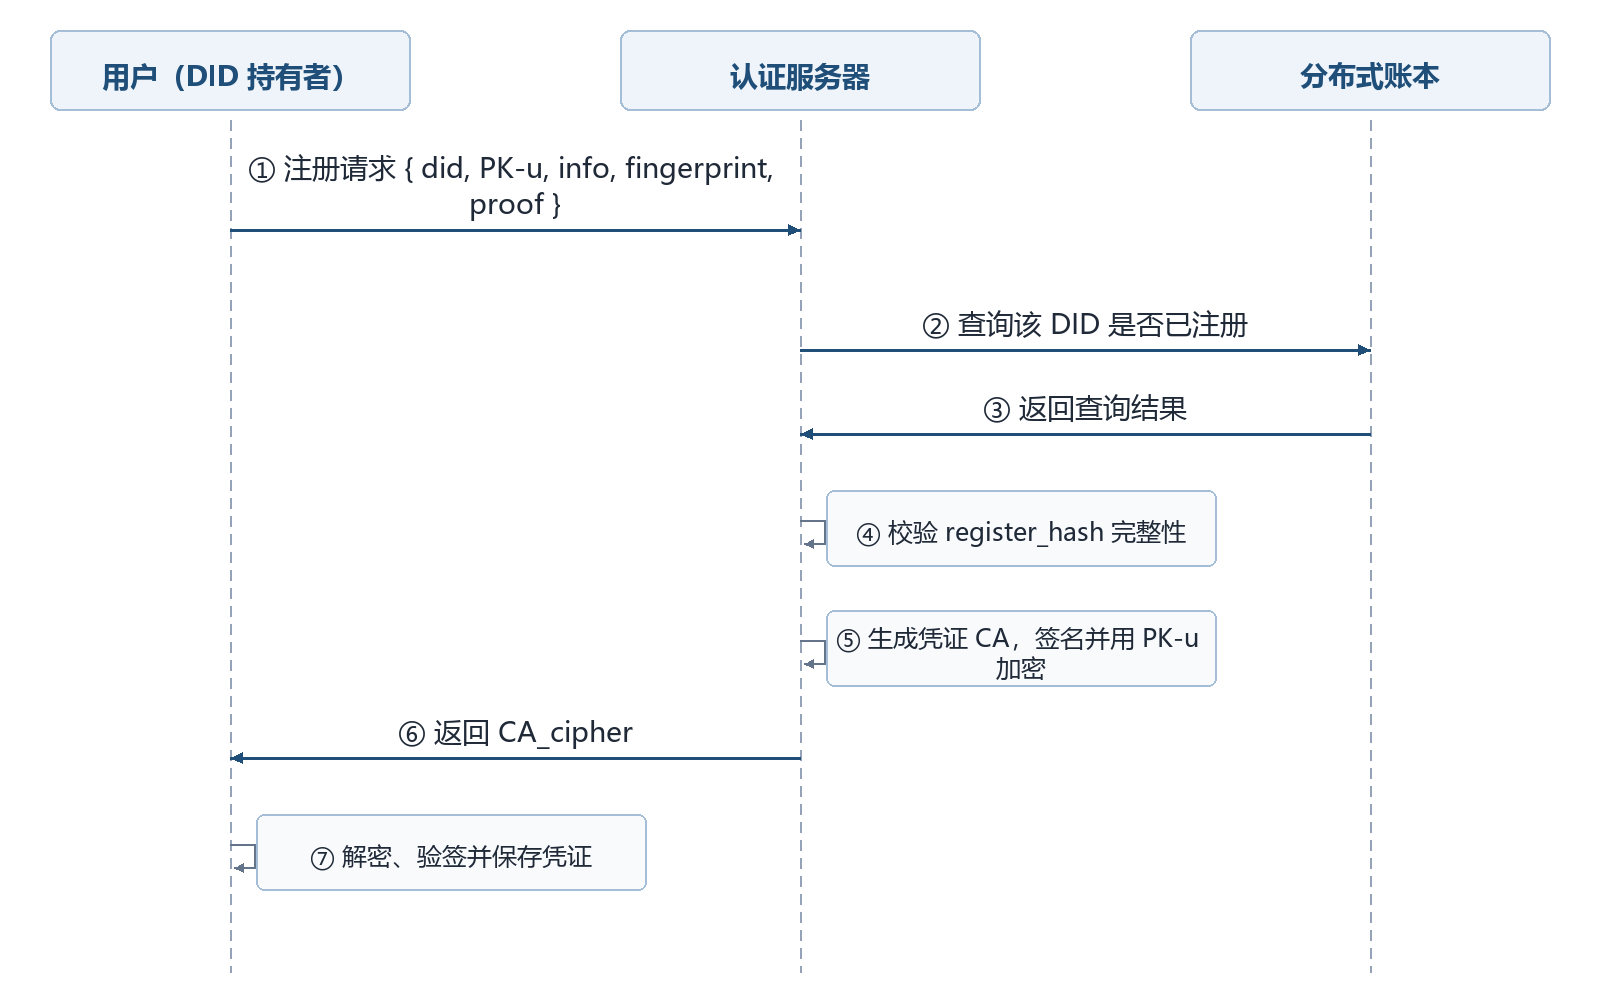 用户（DID 持有者）
认证服务器
分布式账本
① 注册请求 { did, PK-u, info, fingerprint,
proof }
② 查询该 DID 是否已注册
③ 返回查询结果
④ 校验 register_hash 完整性
⑤ 生成凭证 CA，签名并用 PK-u
加密
⑥ 返回 CA_cipher
⑦ 解密、验签并保存凭证